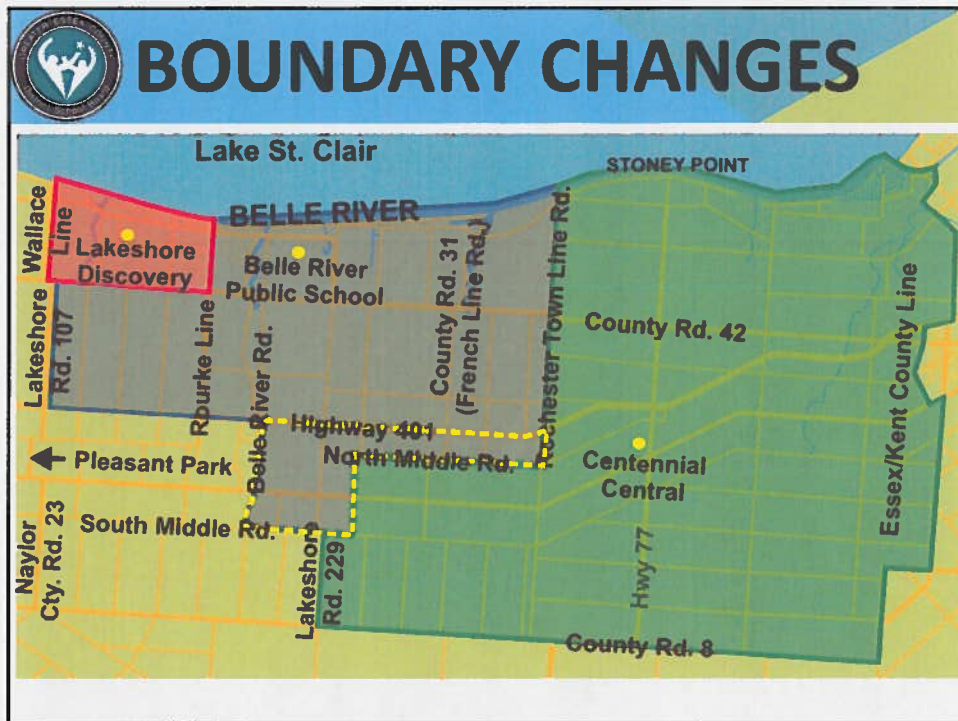 BOUNDARY CHANGES
Lake St. Clair
STONEY POINT
BELLE RIVER
Wallace
Line
Lakeshore
Discovery
Belle River
Public School
County Rd. 31
(French Line Rd.)
Rochester Town Line Rd.
County Rd. 42
Essex/Kent County Line
Lakeshore
Rd. 107
Rourke Line
Belle River Rd.
Highway 401
North Middle Rd.
Pleasant Park
Centennial
Central
South Middle Rd.
Naylor
Cty. Rd. 23
Lakeshore
Rd. 229
Hwy 77
County Rd. 8